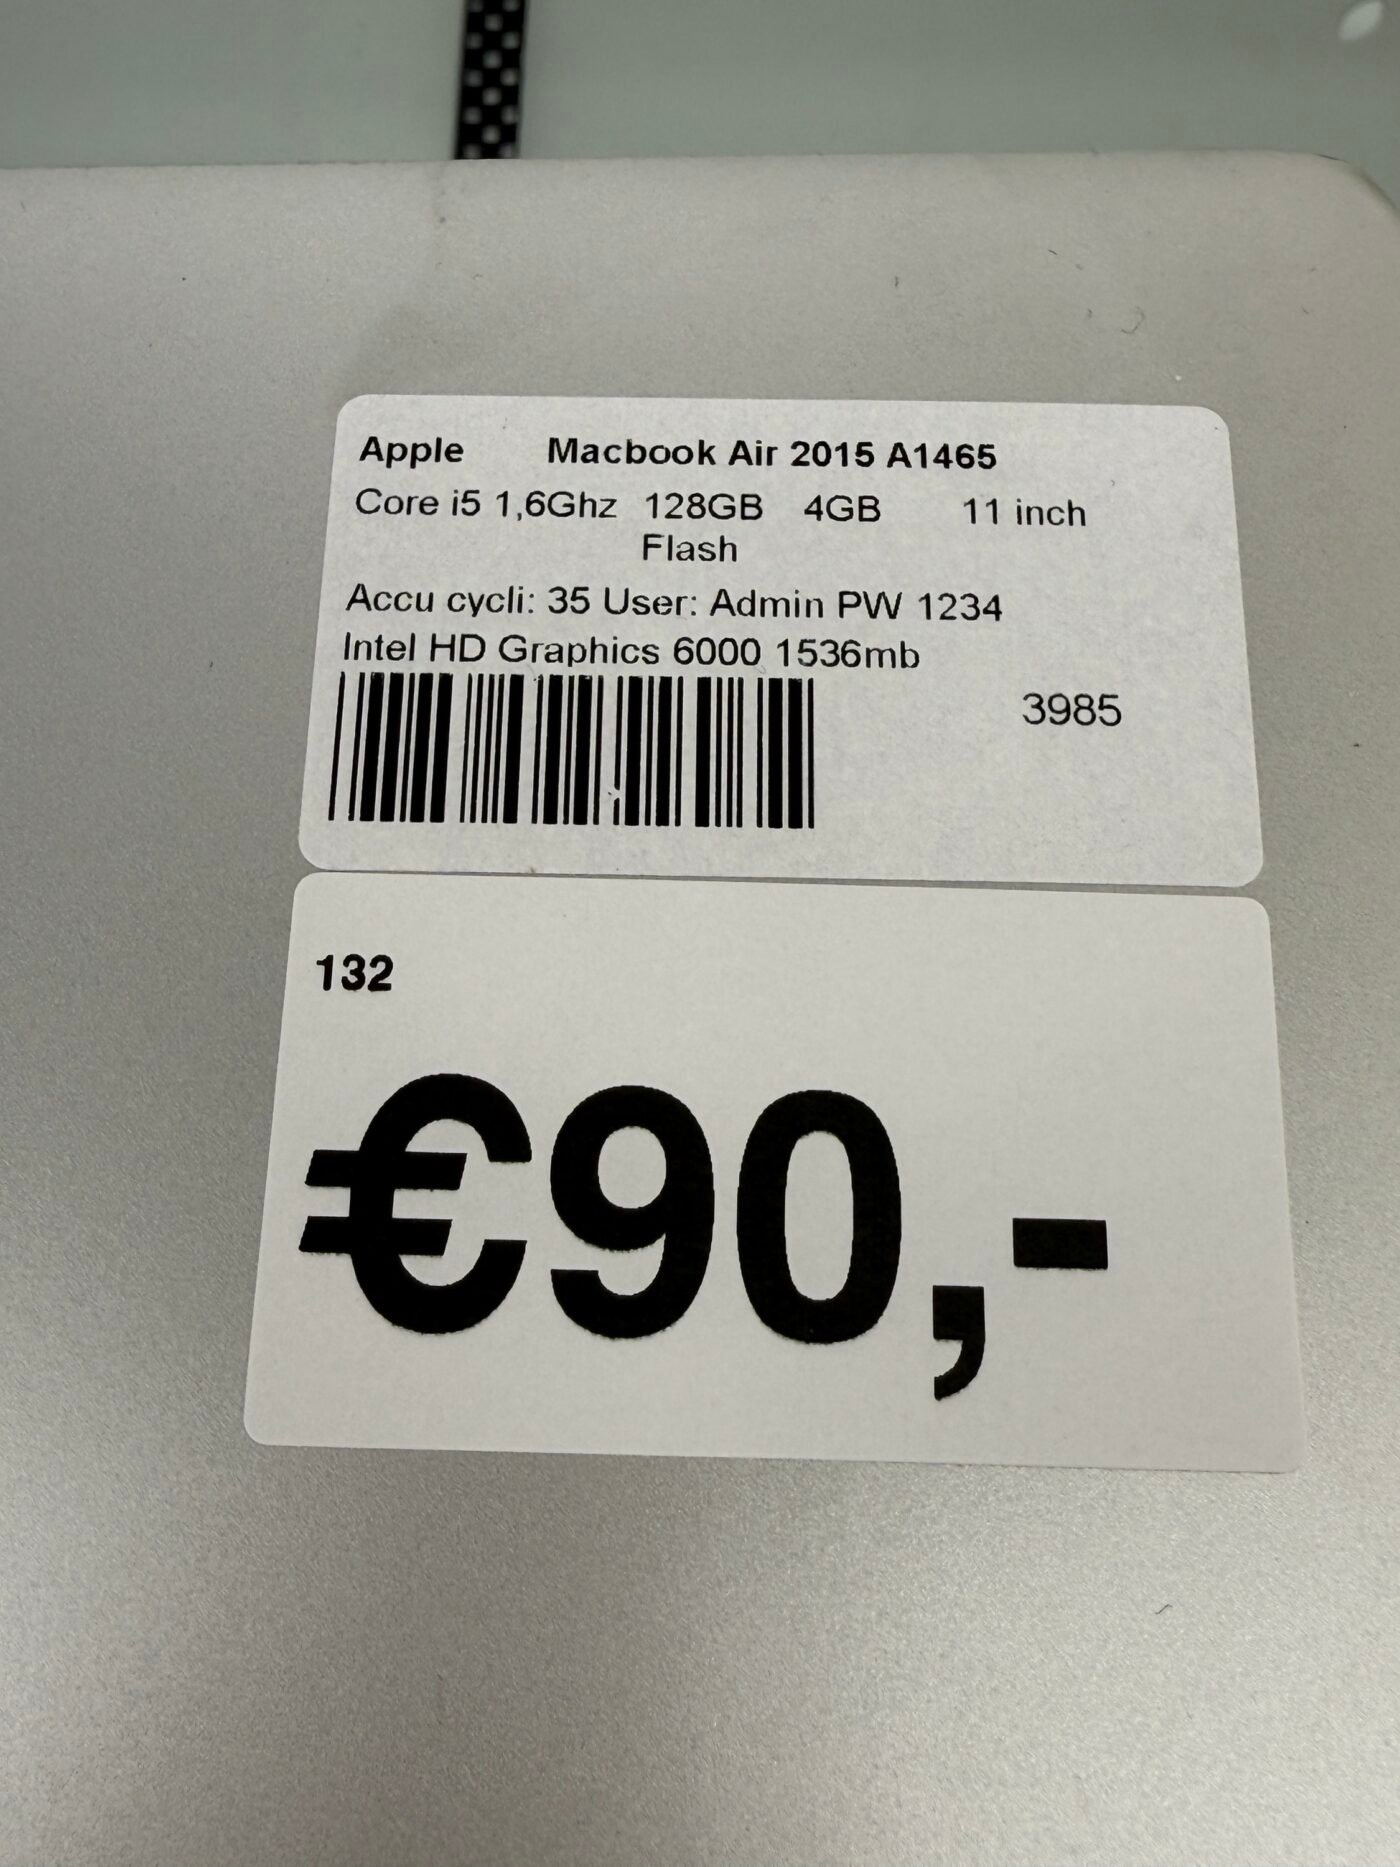 Apple Macbook Air 2015 A1465
Core i5 1,6Ghz 128GB 4GB 11 inch
Flash
Accu cycli: 35 User: Admin PW 1234
Intel HD Graphics 6000 1536mb
3985
132
€90,-